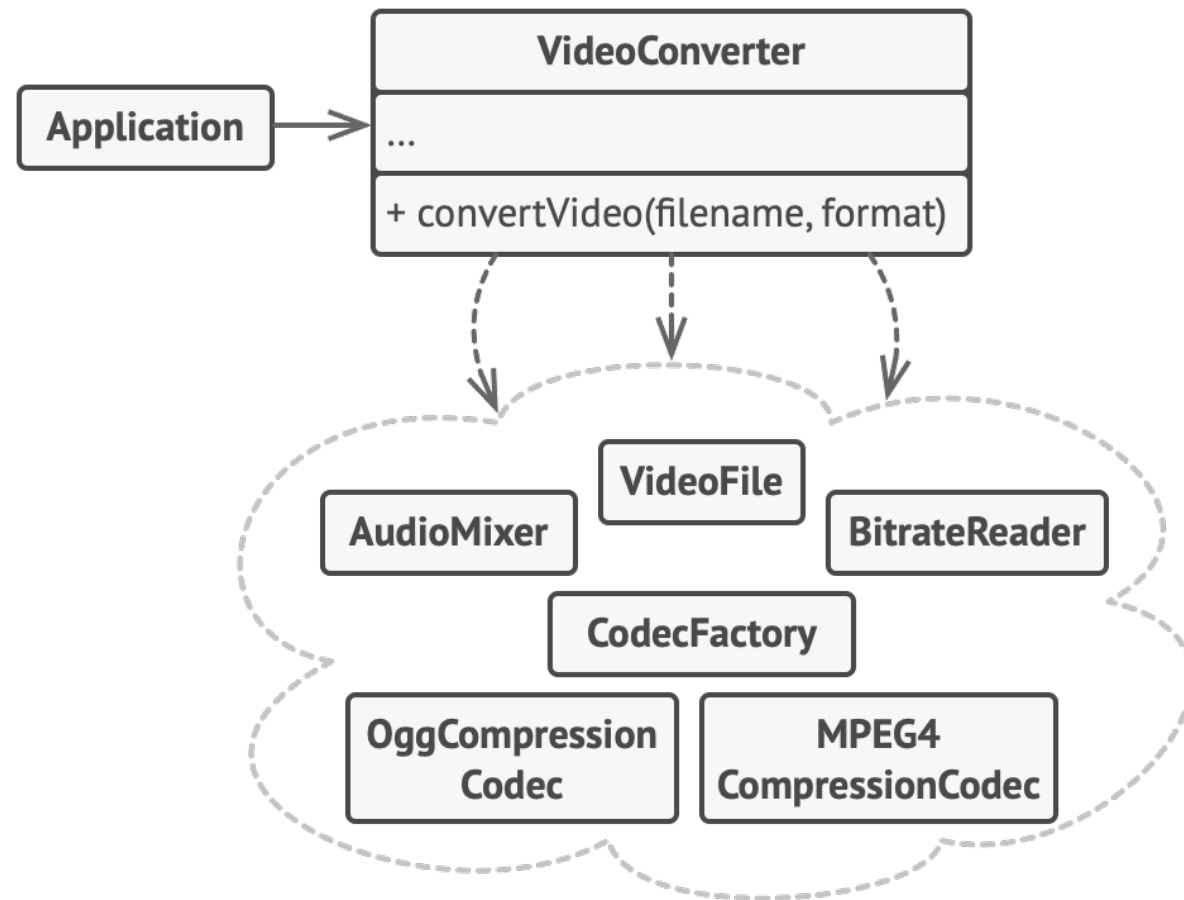 VideoConverter
Application
...
+ convertVideo(filename, format)
VideoFile
AudioMixer
BitrateReader
CodecFactory
OggCompression
Codec
MPEG4
CompressionCodec